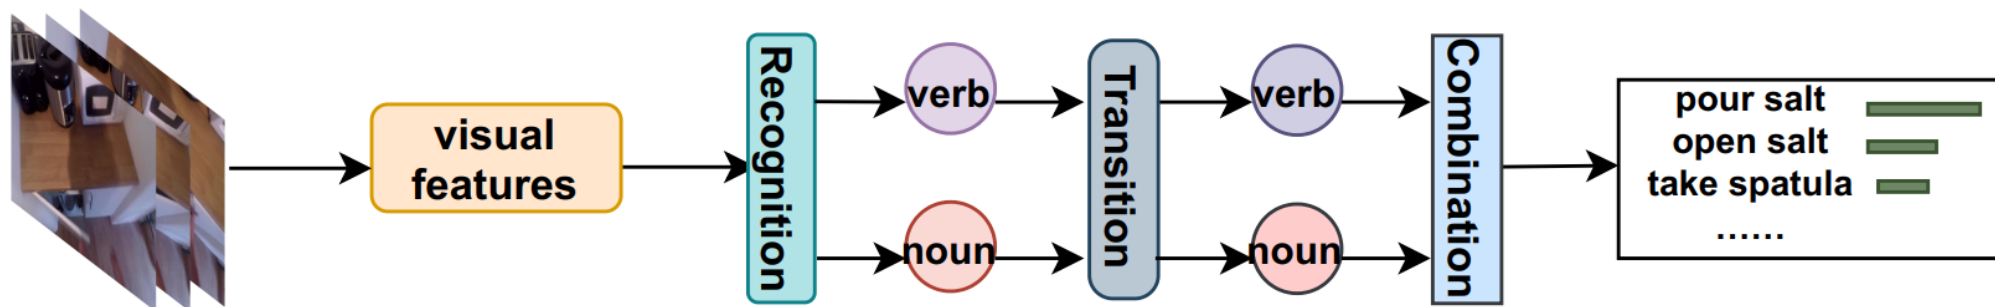 visual
features
Recognition
verb
noun
Transition
verb
noun
Combination
pour salt
open salt
take spatula
......